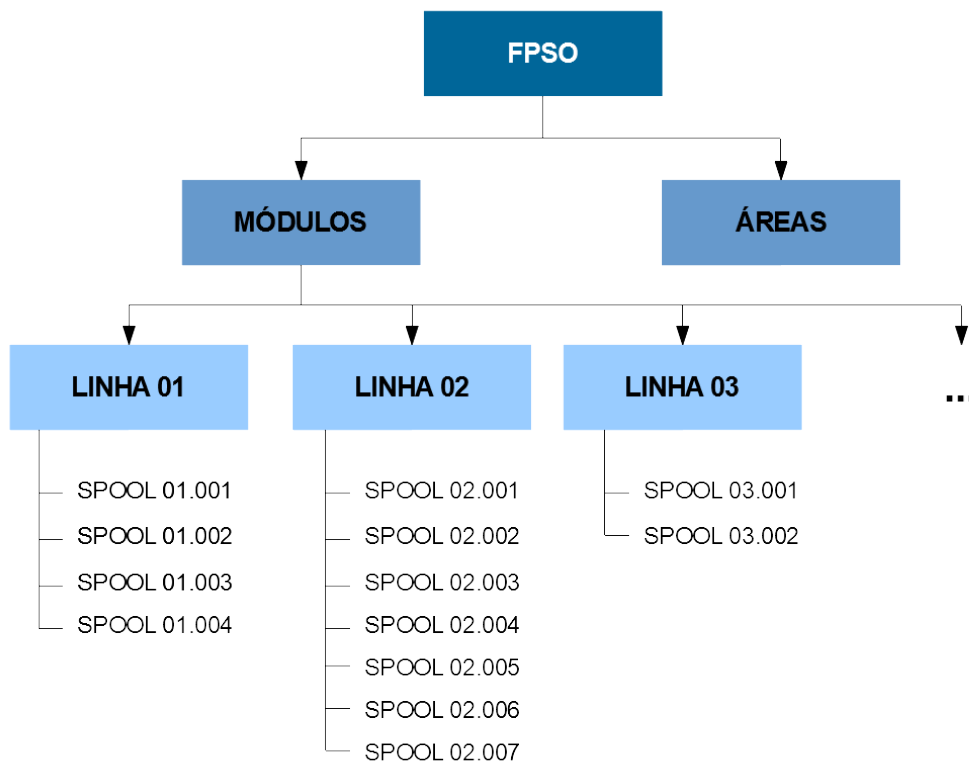 FPSO
MÓDULOS
ÁREAS
LINHA 01
LINHA 02
LINHA 03
...
SPOOL 01.001
SPOOL 01.002
SPOOL 01.003
SPOOL 01.004
SPOOL 02.001
SPOOL 02.002
SPOOL 02.003
SPOOL 02.004
SPOOL 02.005
SPOOL 02.006
SPOOL 02.007
SPOOL 03.001
SPOOL 03.002